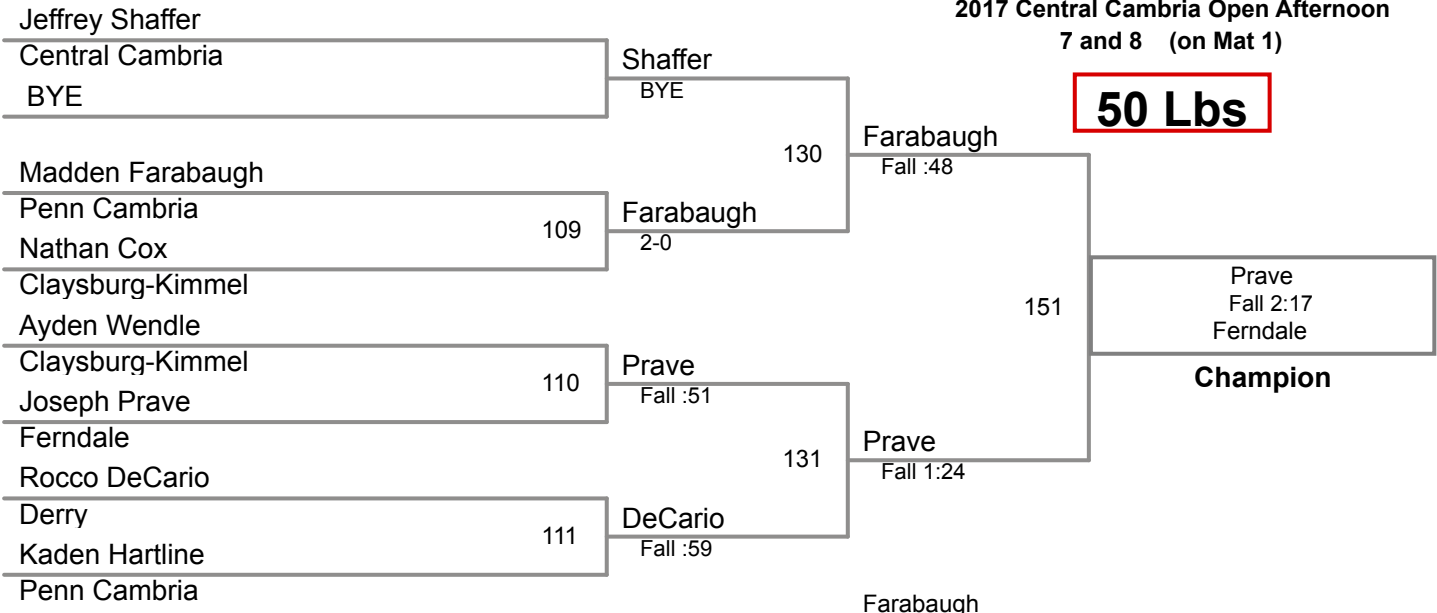 2017 Central Cambria Open Afternoon
7 and 8 (on Mat 1)
50 Lbs
Jeffrey Shaffer
Central Cambria
BYE
Madden Farabaugh
Penn Cambria
Nathan Cox
Claysburg-Kimmel
Ayden Wendle
Claysburg-Kimmel
Joseph Prave
Ferndale
Rocco DeCario
Derry
Kaden Hartline
Penn Cambria
109
110
111
Shaffer
BYE
Farabaugh
2-0
Prave
Fall :51
DeCario
Fall :59
130
131
Farabaugh
Fall :48
Prave
Fall 1:24
151
Prave
Fall 2:17
Ferndale
Champion
Farabaugh